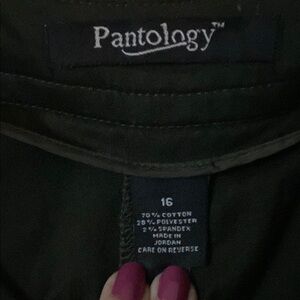 Pantology™
16
70% COTTON
28% POLYESTER
2% SPANDEX
MADE IN
JORDAN
CARE ON REVERSE